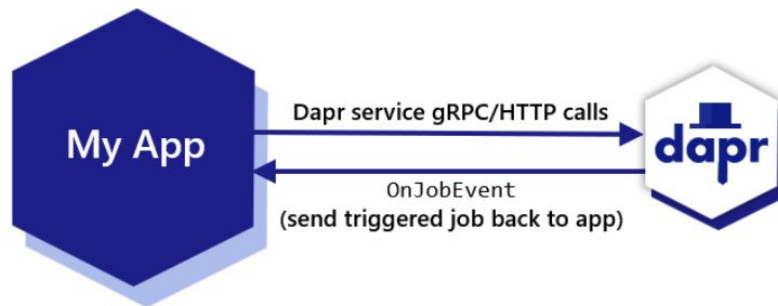 My App
Dapr service gRPC/HTTP calls
dapr
OnJobEvent
(send triggered job back to app)